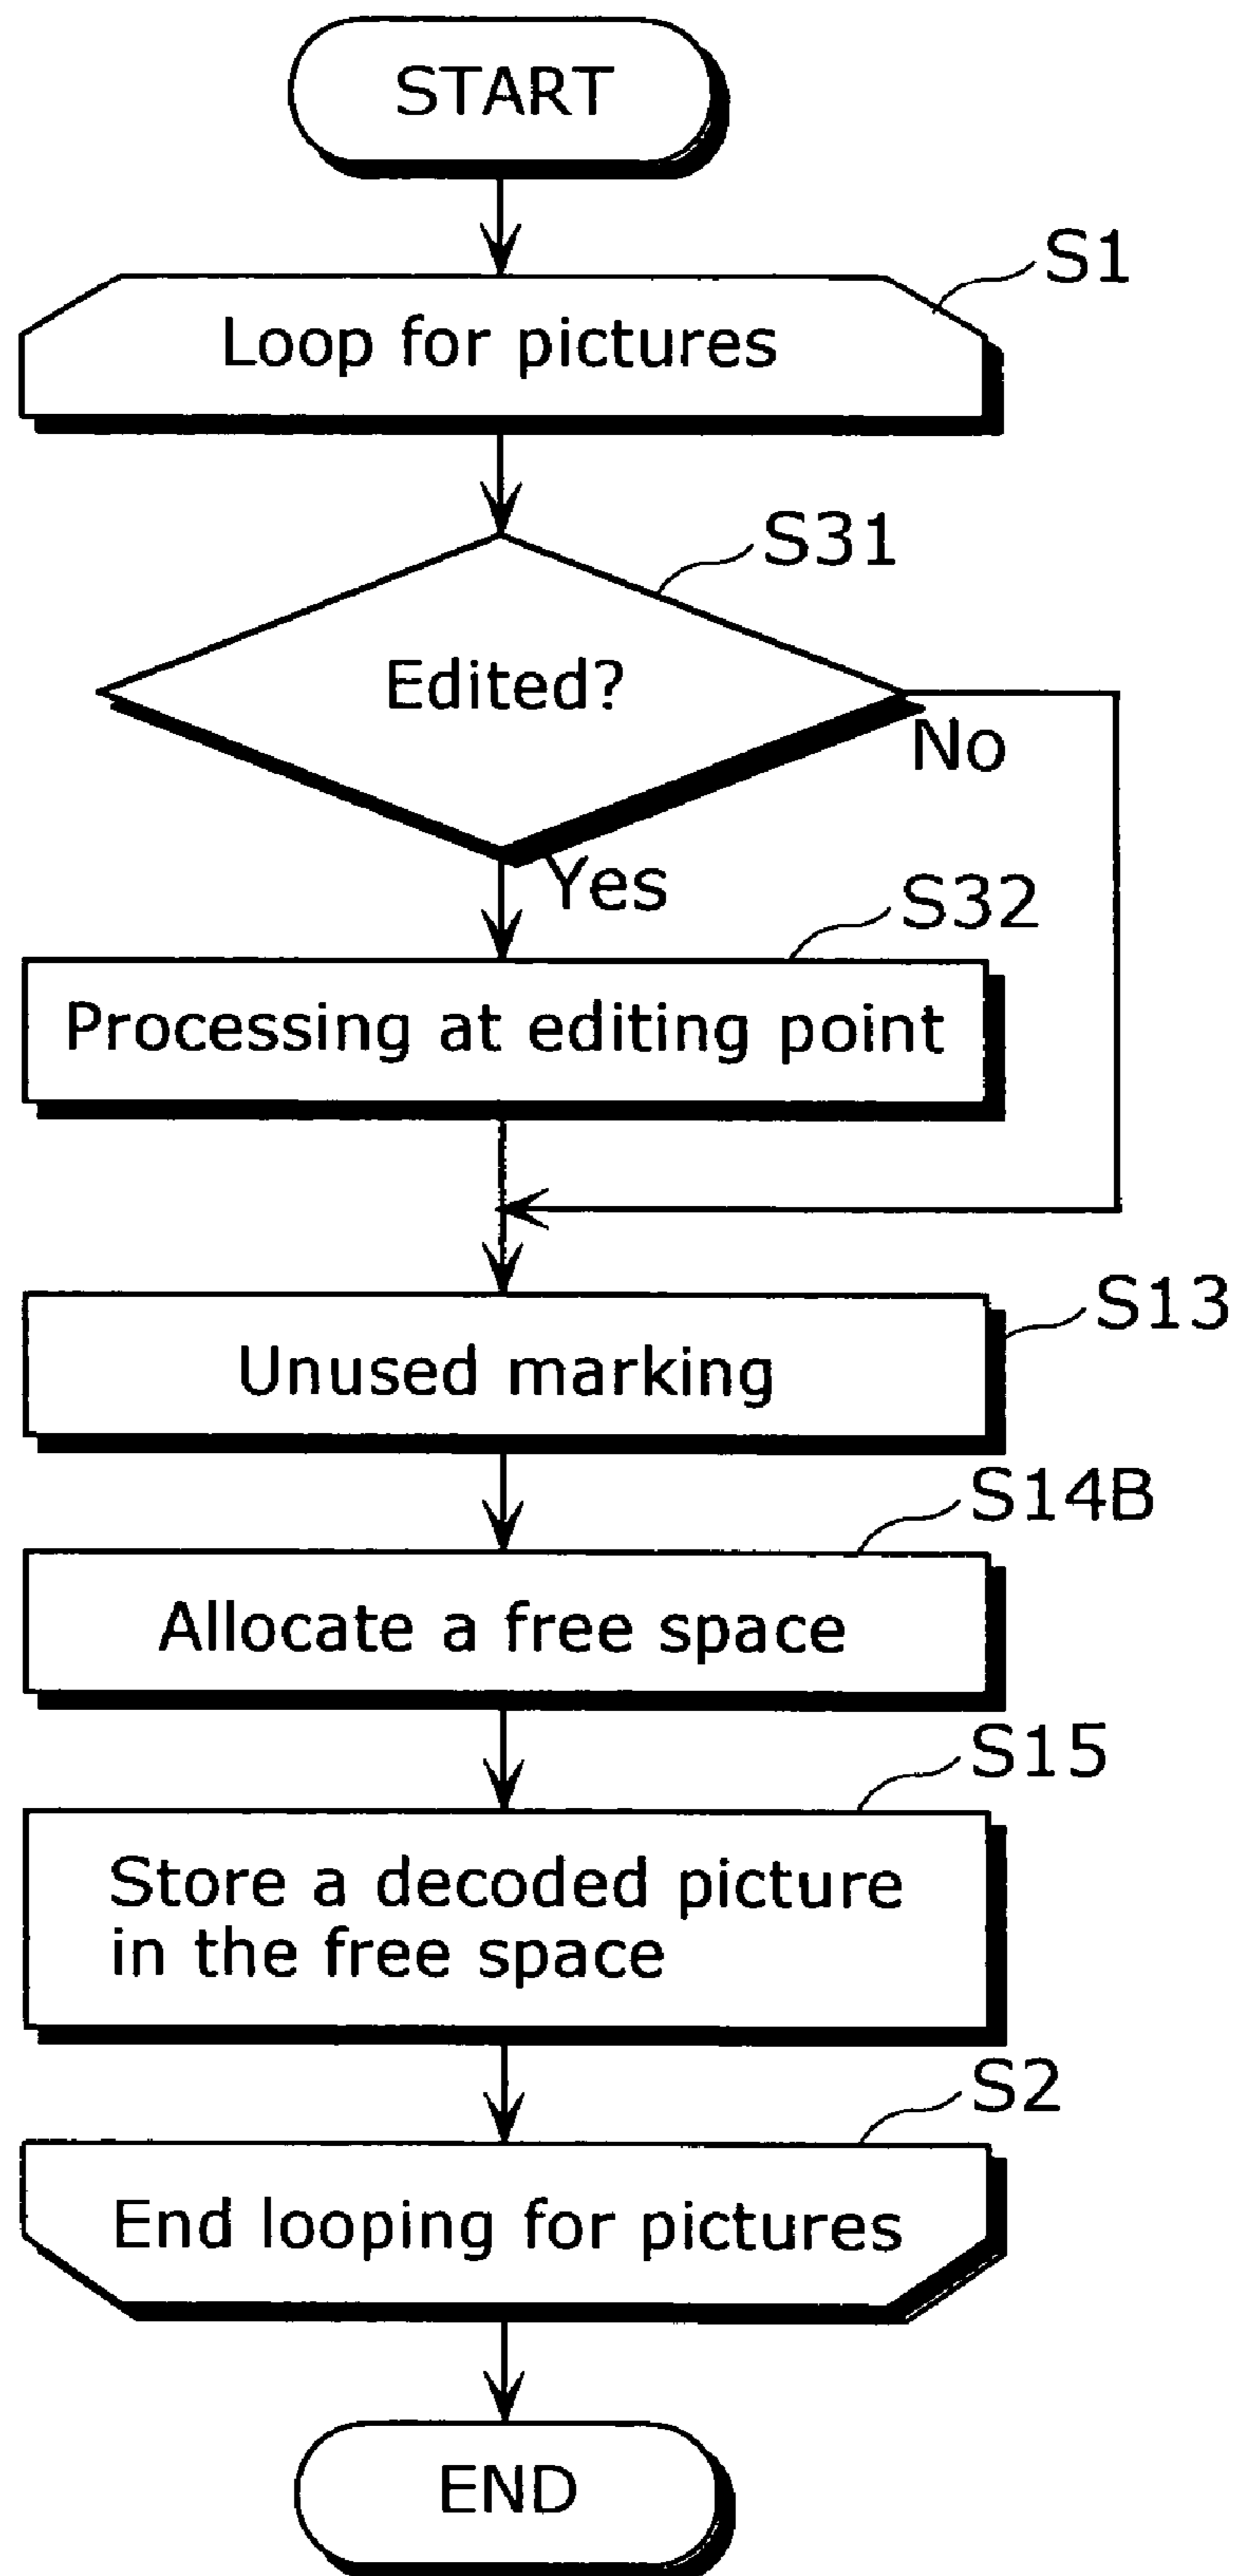 START
S1
Loop for pictures
S31
Edited?
No
Yes
S32
Processing at editing point
S13
Unused marking
S14B
Allocate a free space
S15
Store a decoded picture
in the free space
S2
End looping for pictures
END